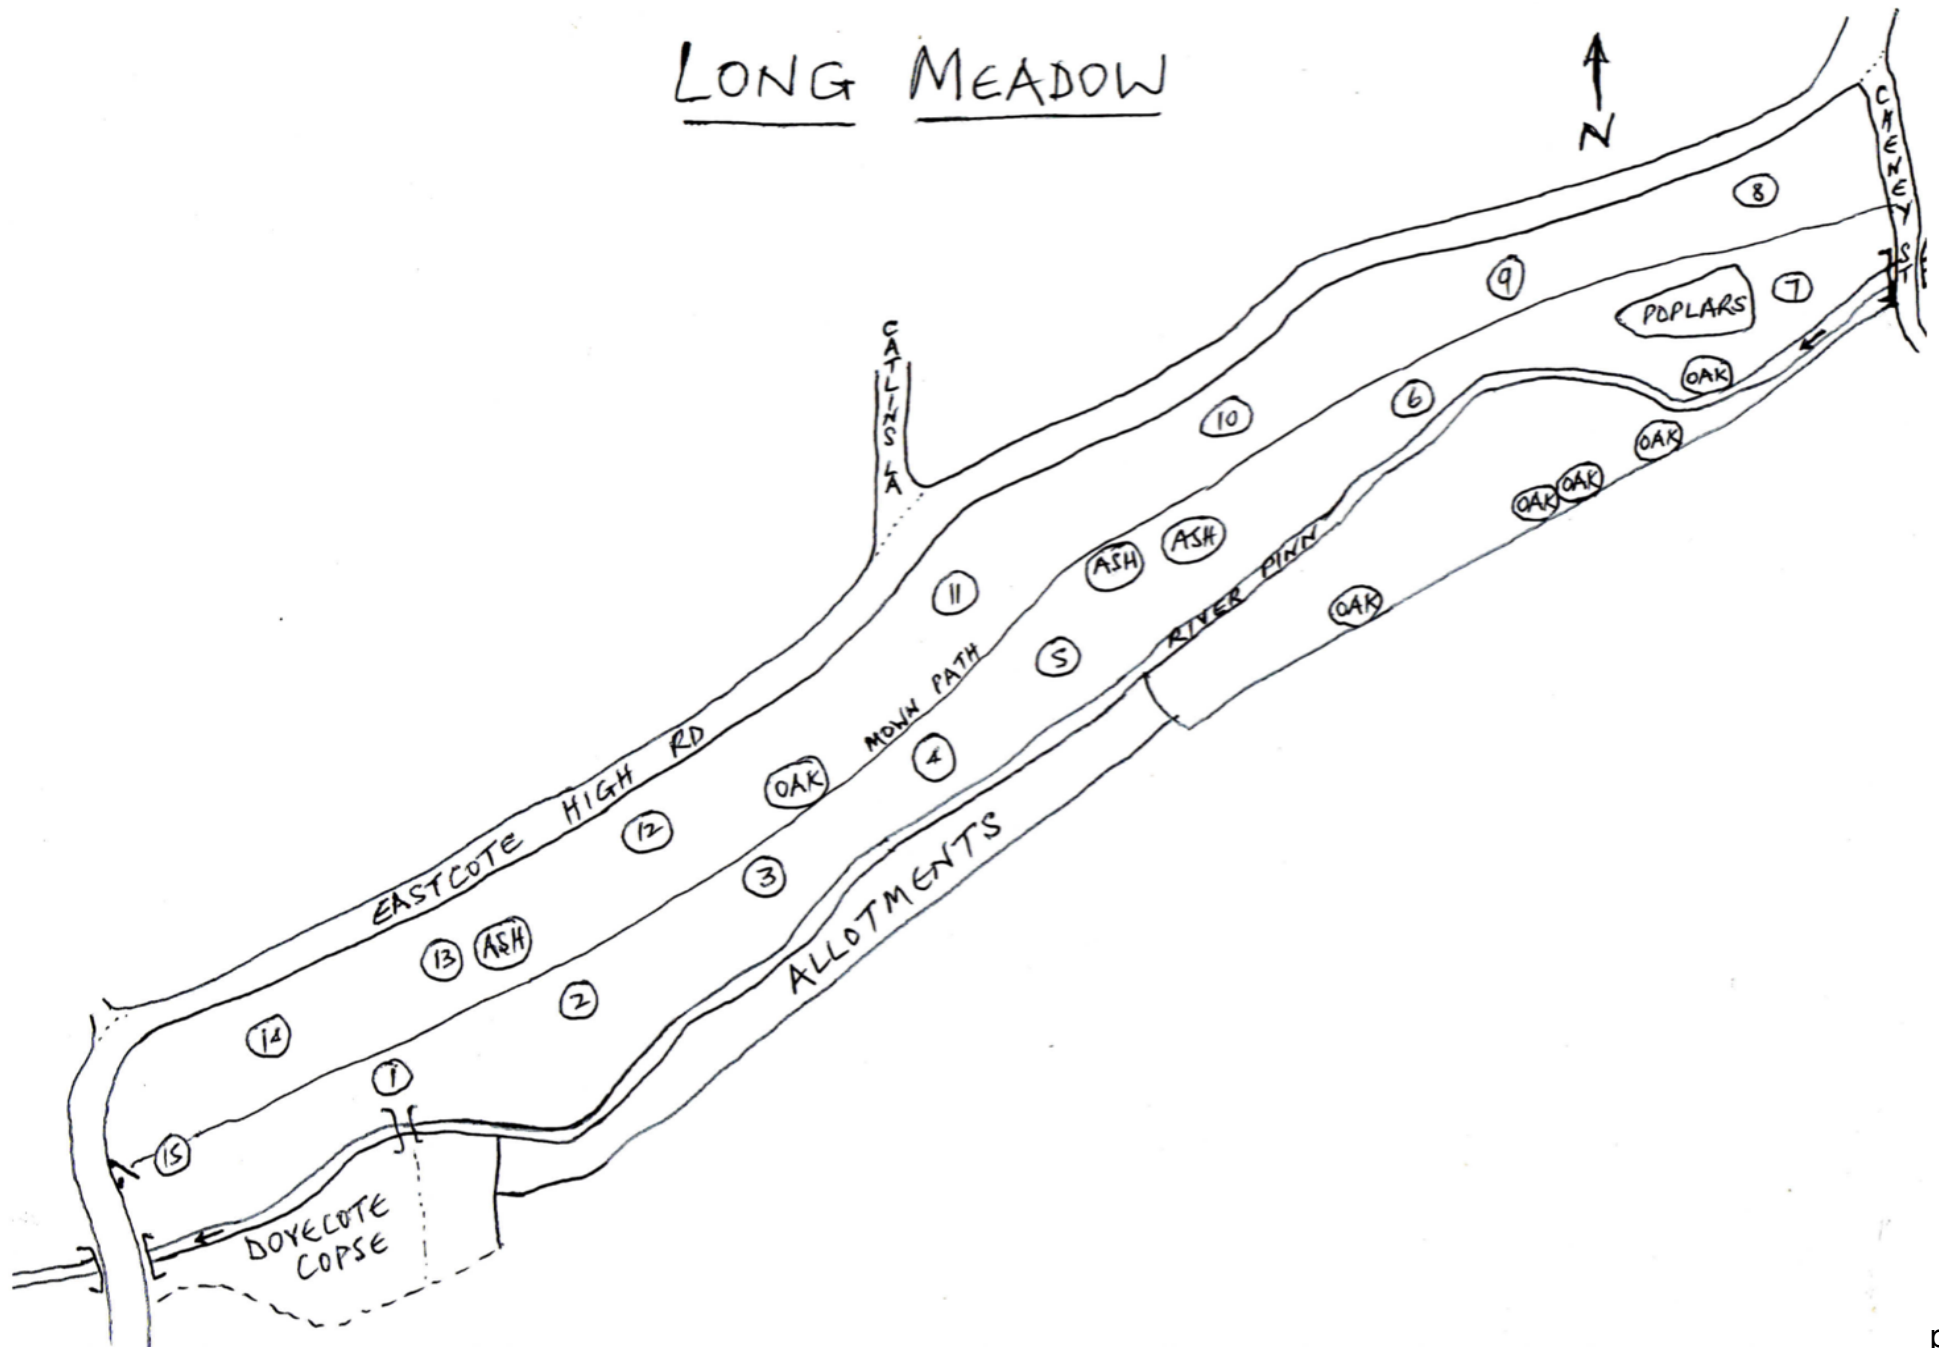 LONG MEADOW
N
CHENEY ST
8
9
7
POPLARS
CATLINS LA
OAK
6
10
OAK
OAK
OAK
ASH
ASH
11
RIVER PINN
OAK
5
MOWN PATH
EASTCOTE HIGH RD
4
OAK
12
3
ALLOTMENTS
13
ASH
2
14
1
15
DOVECOTE
COPSE
p